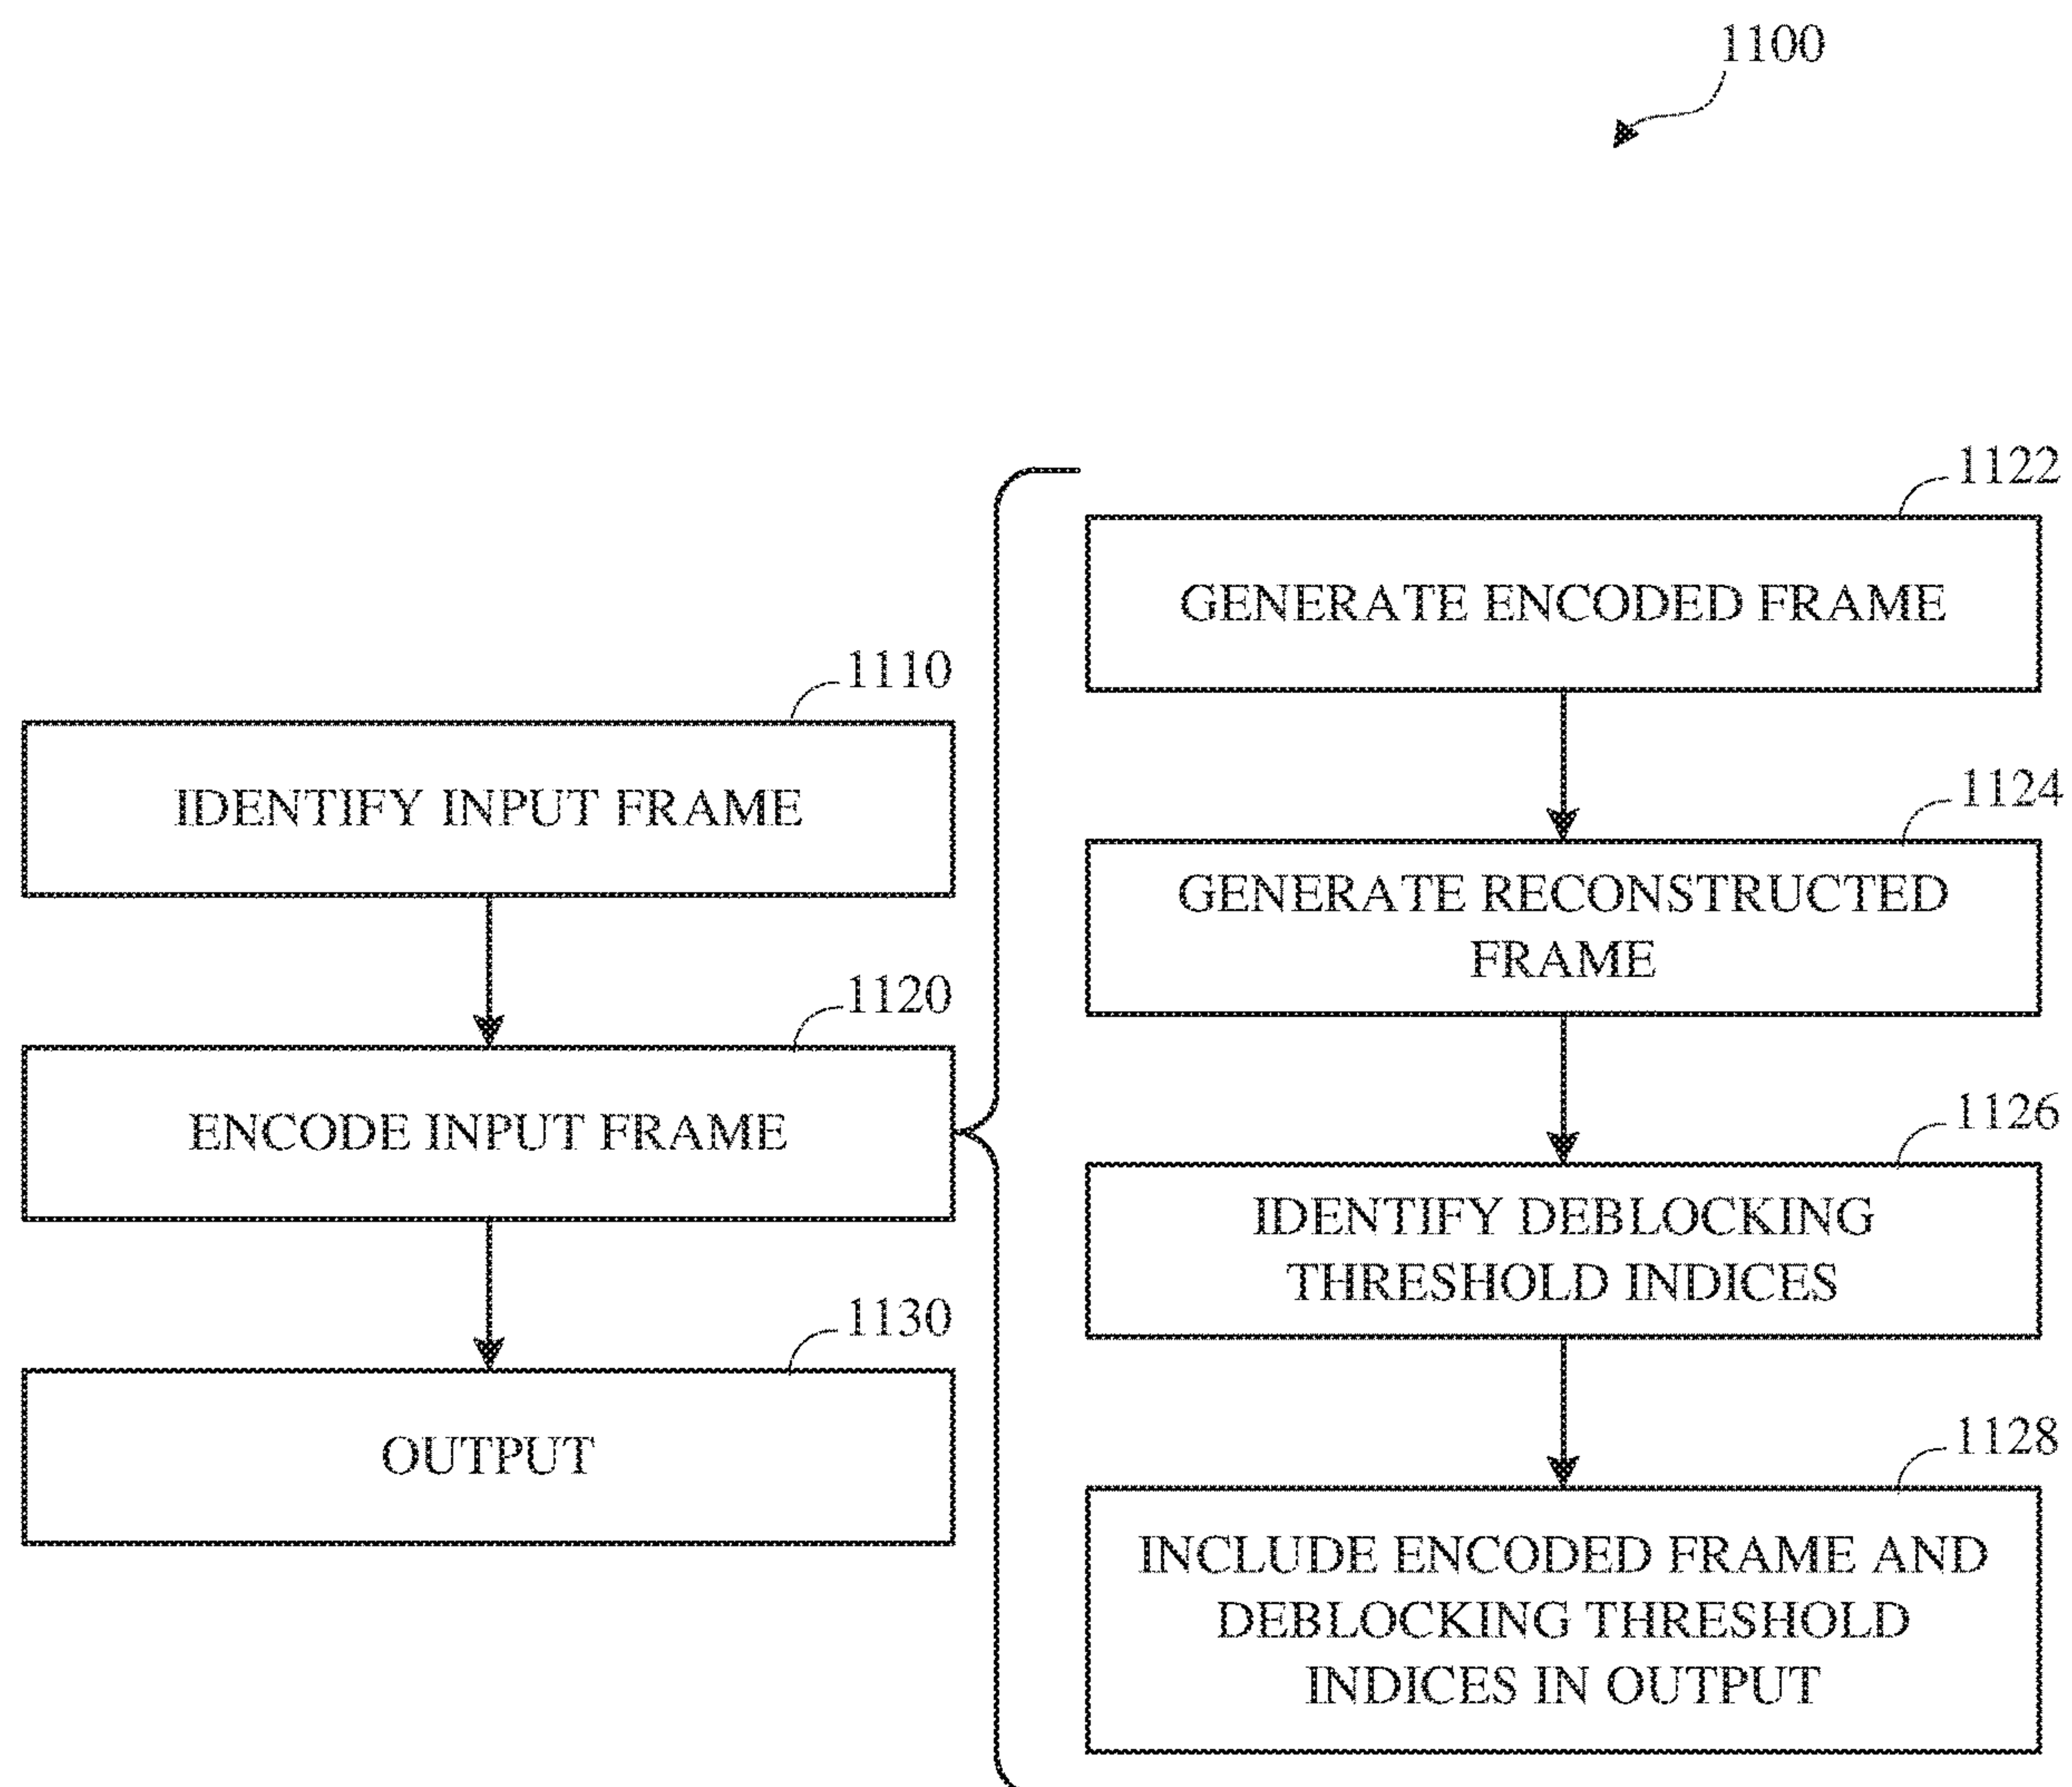 1100
1110
IDENTIFY INPUT FRAME
1120
ENCODE INPUT FRAME
1130
OUTPUT
1122
GENERATE ENCODED FRAME
1124
GENERATE RECONSTRUCTED
FRAME
1126
IDENTIFY DEBLOCKING
THRESHOLD INDICES
1128
INCLUDE ENCODED FRAME AND
DEBLOCKING THRESHOLD
INDICES IN OUTPUT